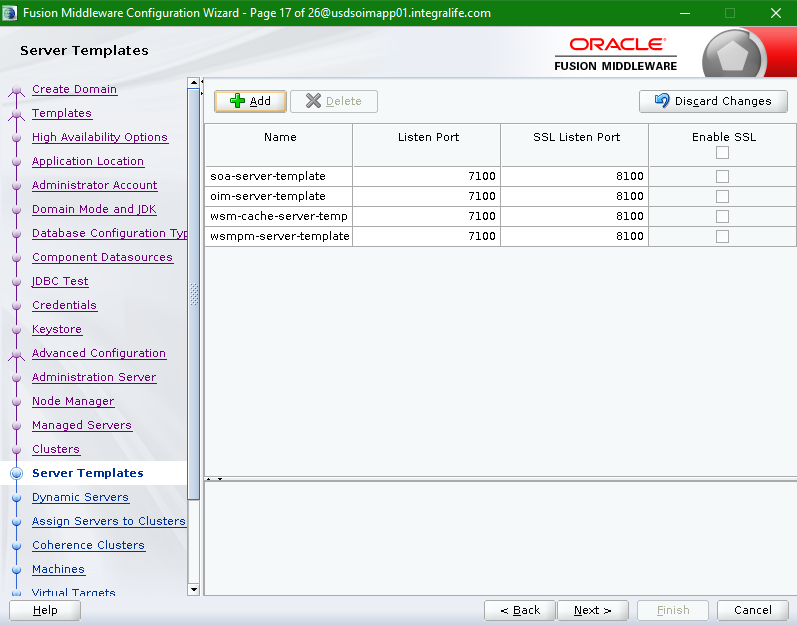 Fusion Middleware Configuration Wizard - Page 17 of 26@usdsoimapp01.integralife.com
Server Templates
ORACLE®
FUSION MIDDLEWARE
Create Domain
Templates
High Availability Options
Application Location
Administrator Account
Domain Mode and JDK
Database Configuration Typ
Component Datasources
JDBC Test
Credentials
Keystore
Advanced Configuration
Administration Server
Node Manager
Managed Servers
Clusters
Server Templates
Dynamic Servers
Assign Servers to Clusters
Coherence Clusters
Machines
Virtual Targets
Add Delete Discard Changes
Name Listen Port SSL Listen Port Enable SSL
soa-server-template 7100 8100
oim-server-template 7100 8100
wsm-cache-server-temp 7100 8100
wsmpm-server-template 7100 8100
Help < Back Next > Finish Cancel